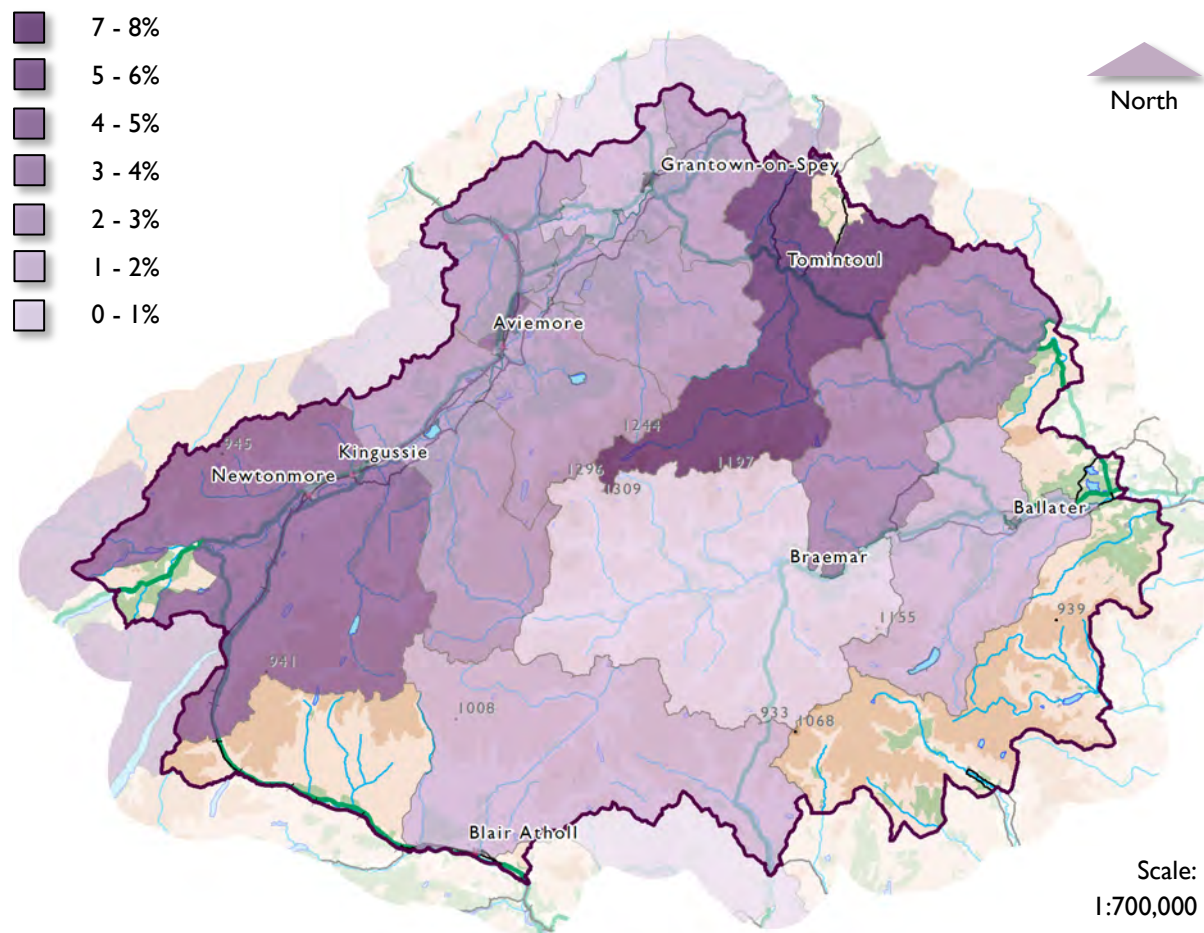 7 - 8%
5 - 6%
4 - 5%
3 - 4%
2 - 3%
1 - 2%
0 - 1%
North
Grantown-on-Spey
Tomintoul
Aviemore
1244
945
Kingussie
1296
1197
Newtonmore
1309
Ballater
Braemar
939
1155
941
1008
933
1068
Blair Atholl
Scale:
1:700,000